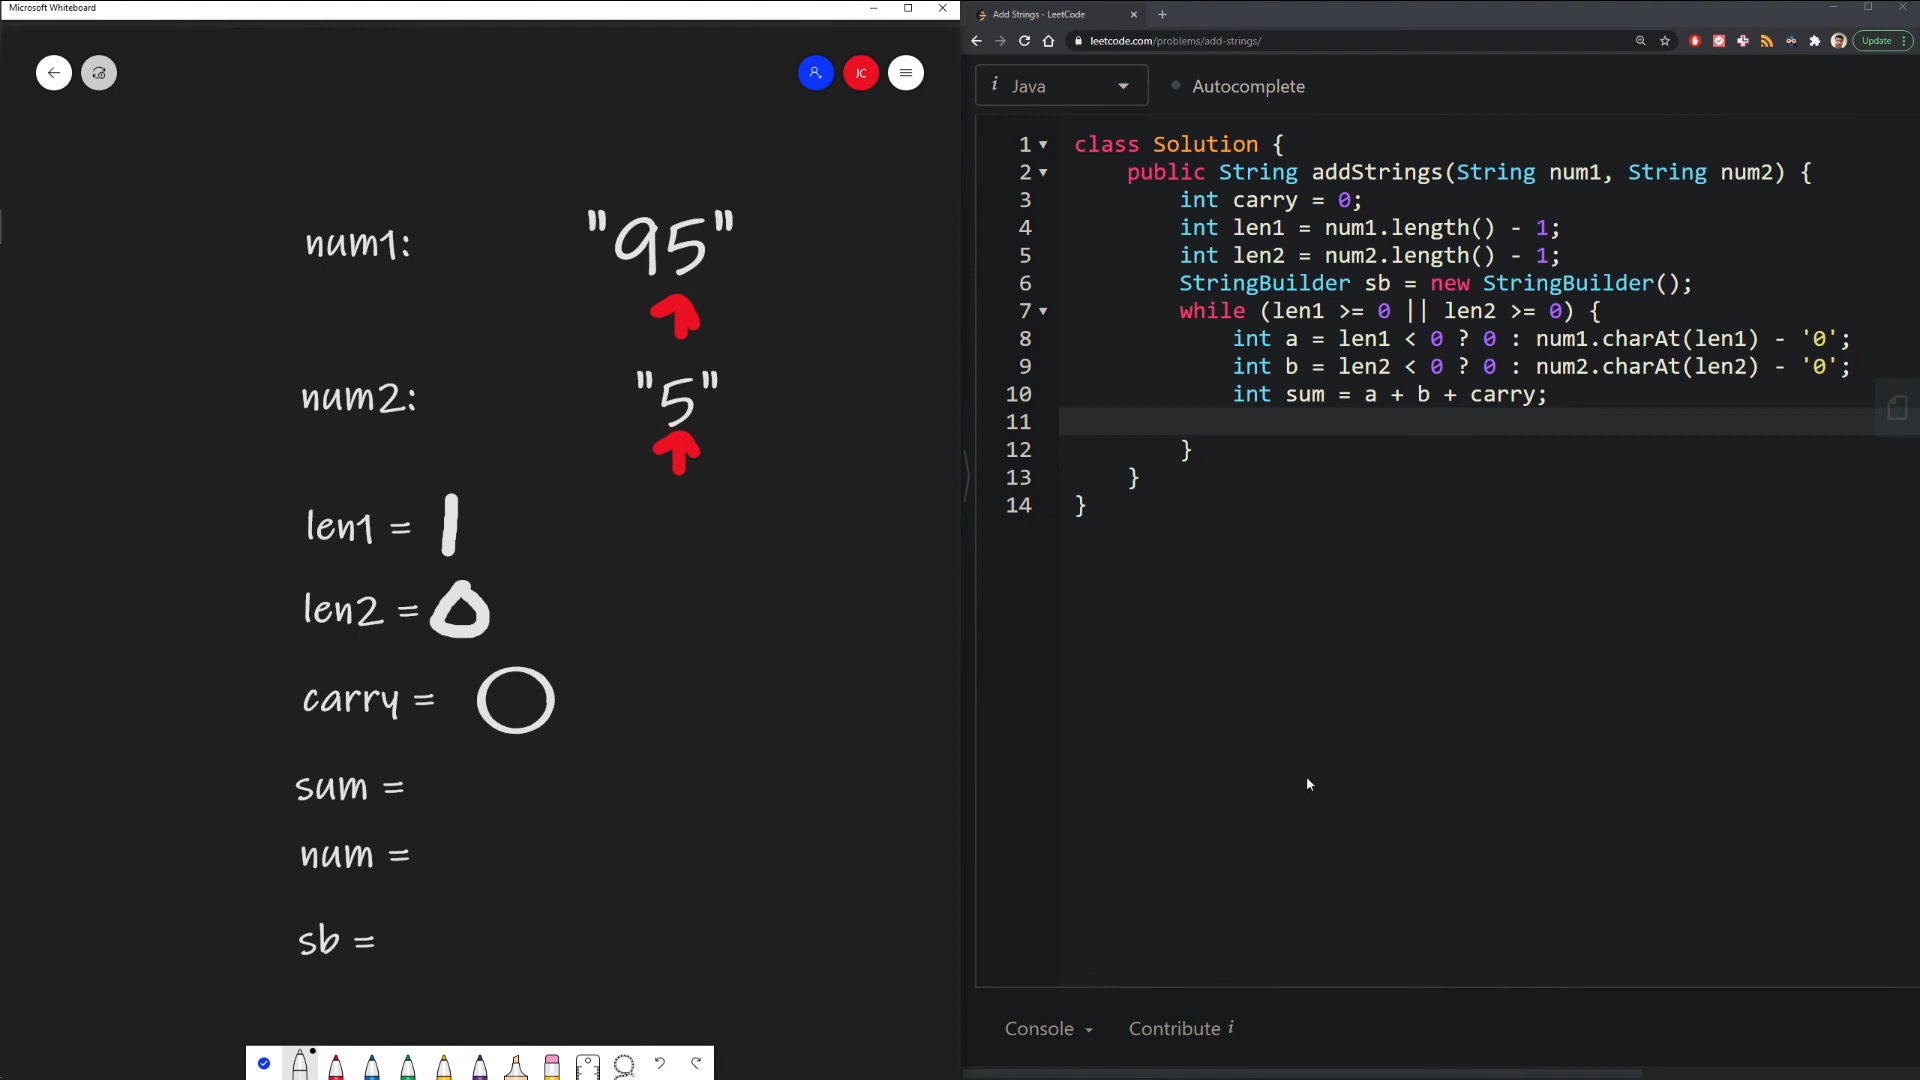 Microsoft Whiteboard
JC
num1: "95"
num2: "5"
len1 = 1
len2 = 0
carry = 0
sum =
num =
sb =
Add Strings - LeetCode
leetcode.com/problems/add-strings/
Update
i Java
Autocomplete
1 class Solution {
2 public String addStrings(String num1, String num2) {
3 int carry = 0;
4 int len1 = num1.length() - 1;
5 int len2 = num2.length() - 1;
6 StringBuilder sb = new StringBuilder();
7 while (len1 >= 0 || len2 >= 0) {
8 int a = len1 < 0 ? 0 : num1.charAt(len1) - '0';
9 int b = len2 < 0 ? 0 : num2.charAt(len2) - '0';
10 int sum = a + b + carry;
11
12 }
13 }
14 }
Console
Contribute i